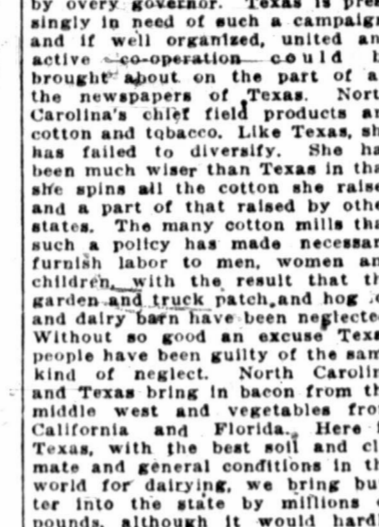 by overy governor. Texas is pres
singly in need of such a campaign
and if well organized, united an
active co-operation could b
brought about on the part of a
the newspapers of Texas. Nort
Carolina's chief field products ar
cotton and tobacco. Like Texas, sh
has failed to diversify. She ha
been much wiser than Texas in tha
she spins all the cotton she raise
and a part of that raised by othe
states. The many cotton mills tha
such a policy has made necessar
furnish labor to men, women an
children, with the result that th
garden and truck patch, and hog
and dairy barn have been neglecte
Without so good an excuse Texa
people have been guilty of the sam
kind of neglect. North Carolin
and Texas bring in bacon from th
middle west and vegetables fro
California and Florida. Here i
Texas, with the best soil and cl
mate and general conditions in th
world for dairying, we bring bu
ter into the state by millions
pounds, although it would hardl